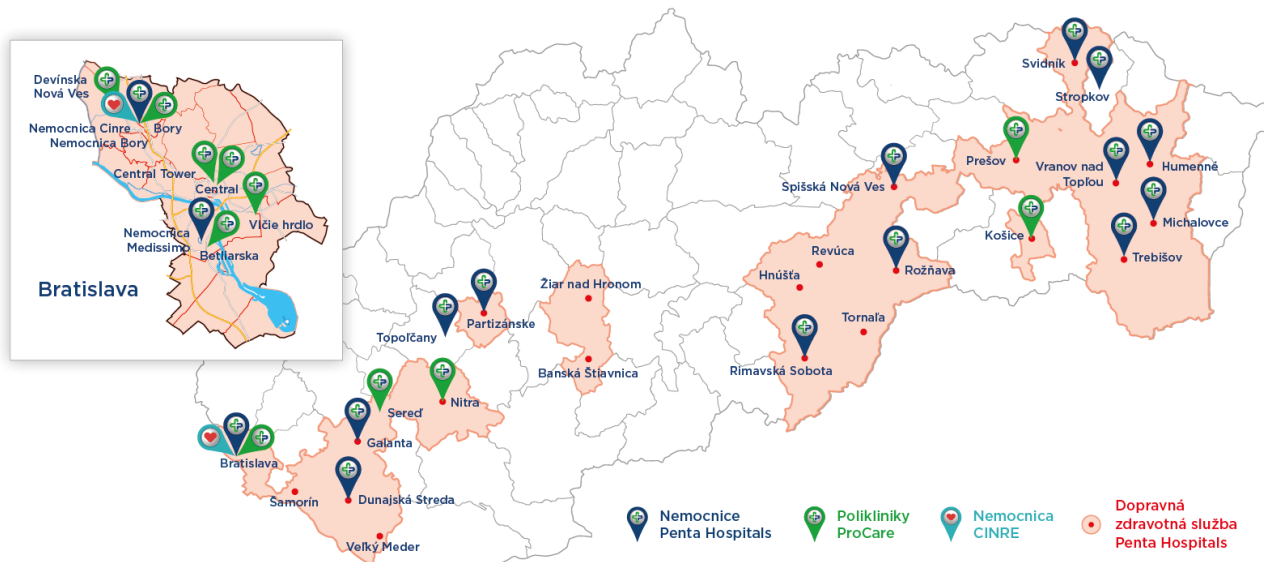 Devínska
Nová Ves
Nemocnica Cinre
Bory
Nemocnica Bory
Central Tower
Central
Vlčie hrdlo
Nemocnica
Medissimo
Betliarska
Bratislava
Svidník
Stropkov
Prešov
Vranov nad
Topľou
Humenné
Spišská Nová Ves
Michalovce
Košice
Trebišov
Revúca
Rožňava
Hnúšťa
Žiar nad Hronom
Tornaľa
Partizánske
Topoľčany
Banská Štiavnica
Rimavská Sobota
Nitra
Sereď
Galanta
Bratislava
Šamorín
Dunajská Streda
Veľký Meder
Nemocnice
Penta Hospitals
Polikliniky
ProCare
Nemocnica
CINRE
Dopravná
zdravotná služba
Penta Hospitals